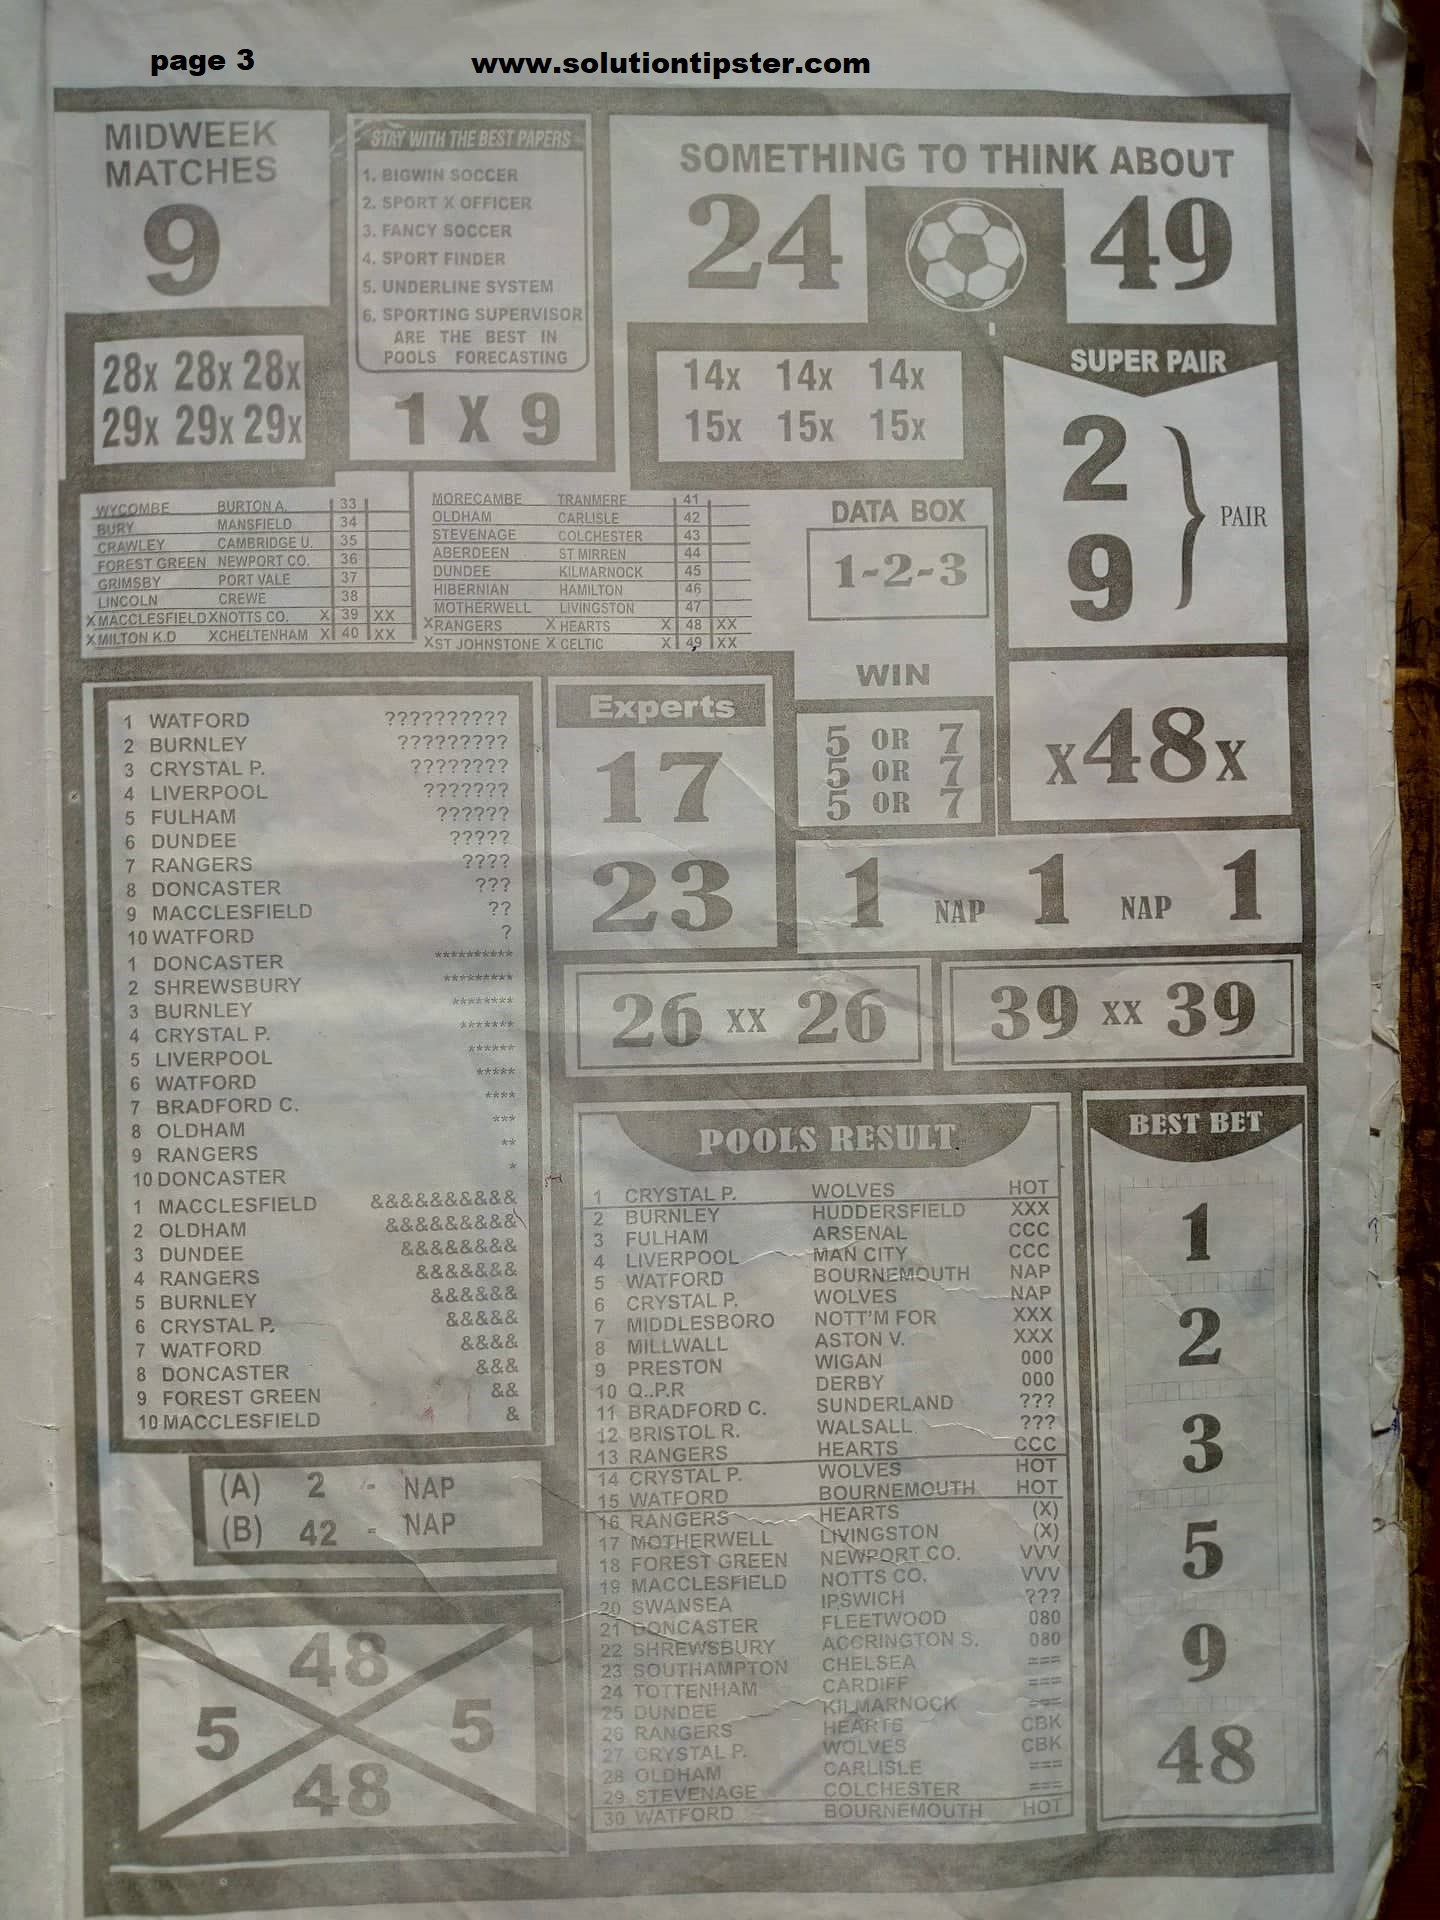 page 3
www.solutiontipster.com
MIDWEEK
MATCHES
9
STAY WITH THE BEST PAPERS
1. BIGWIN SOCCER
2. SPORT X OFFICER
3. FANCY SOCCER
4. SPORT FINDER
5. UNDERLINE SYSTEM
6. SPORTING SUPERVISOR
ARE THE BEST IN
POOLS FORECASTING
1 X 9
SOMETHING TO THINK ABOUT
24 49
28x 28x 28x
29x 29x 29x
14x 14x 14x
15x 15x 15x
SUPER PAIR
2
9
PAIR
WYCOMBE BURTON A. 33
BURY MANSFIELD 34
CRAWLEY CAMBRIDGE U. 35
FOREST GREEN NEWPORT CO. 36
GRIMSBY PORT VALE 37
LINCOLN CREWE 38
X MACCLESFIELD X NOTTS CO. X 39 XX
X MILTON K.D X CHELTENHAM X 40 XX
MORECAMBE TRANMERE 41
OLDHAM CARLISLE 42
STEVENAGE COLCHESTER 43
ABERDEEN ST MIRREN 44
DUNDEE KILMARNOCK 45
HIBERNIAN HAMILTON 46
MOTHERWELL LIVINGSTON 47
X RANGERS X HEARTS X 48 XX
X ST JOHNSTONE X CELTIC X 49 XX
DATA BOX
1-2-3
WIN
5 OR 7
5 OR 7
5 OR 7
x48x
1 WATFORD ??????????
2 BURNLEY ?????????
3 CRYSTAL P. ????????
4 LIVERPOOL ???????
5 FULHAM ??????
6 DUNDEE ?????
7 RANGERS ????
8 DONCASTER ???
9 MACCLESFIELD ??
10 WATFORD ?
1 DONCASTER **********
2 SHREWSBURY *********
3 BURNLEY ********
4 CRYSTAL P. *******
5 LIVERPOOL ******
6 WATFORD *****
7 BRADFORD C. ****
8 OLDHAM ***
9 RANGERS **
10 DONCASTER *
1 MACCLESFIELD &&&&&&&&&&
2 OLDHAM &&&&&&&&&
3 DUNDEE &&&&&&&&
4 RANGERS &&&&&&&
5 BURNLEY &&&&&&
6 CRYSTAL P. &&&&&
7 WATFORD &&&&
8 DONCASTER &&&
9 FOREST GREEN &&
10 MACCLESFIELD &
Experts
17
23
1 NAP 1 NAP 1
26 XX 26
39 XX 39
(A) 2 - NAP
(B) 42 - NAP
48
5 5
48
POOLS RESULT
1 CRYSTAL P. WOLVES HOT
2 BURNLEY HUDDERSFIELD XXX
3 FULHAM ARSENAL CCC
4 LIVERPOOL MAN CITY CCC
5 WATFORD BOURNEMOUTH NAP
6 CRYSTAL P. WOLVES NAP
7 MIDDLESBORO NOTT'M FOR XXX
8 MILLWALL ASTON V. XXX
9 PRESTON WIGAN 000
10 Q..P.R DERBY 000
11 BRADFORD C. SUNDERLAND ???
12 BRISTOL R. WALSALL ???
13 RANGERS HEARTS CCC
14 CRYSTAL P. WOLVES HOT
15 WATFORD BOURNEMOUTH HOT
16 RANGERS HEARTS (X)
17 MOTHERWELL LIVINGSTON (X)
18 FOREST GREEN NEWPORT CO. VVV
19 MACCLESFIELD NOTTS CO. VVV
20 SWANSEA IPSWICH ???
21 DONCASTER FLEETWOOD 080
22 SHREWSBURY ACCRINGTON S. 080
23 SOUTHAMPTON CHELSEA ===
24 TOTTENHAM CARDIFF ===
25 DUNDEE KILMARNOCK ===
26 RANGERS HEARTS CBK
27 CRYSTAL P. WOLVES CBK
28 OLDHAM CARLISLE ===
29 STEVENAGE COLCHESTER ===
30 WATFORD BOURNEMOUTH HOT
BEST BET
1
2
3
5
9
48